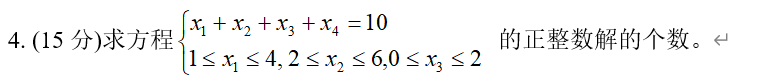 4. (15 分)求方程 { x₁ + x₂ + x₃ + x₄ = 10
1 ≤ x₁ ≤ 4, 2 ≤ x₂ ≤ 6,0 ≤ x₃ ≤ 2 的正整数解的个数。↵